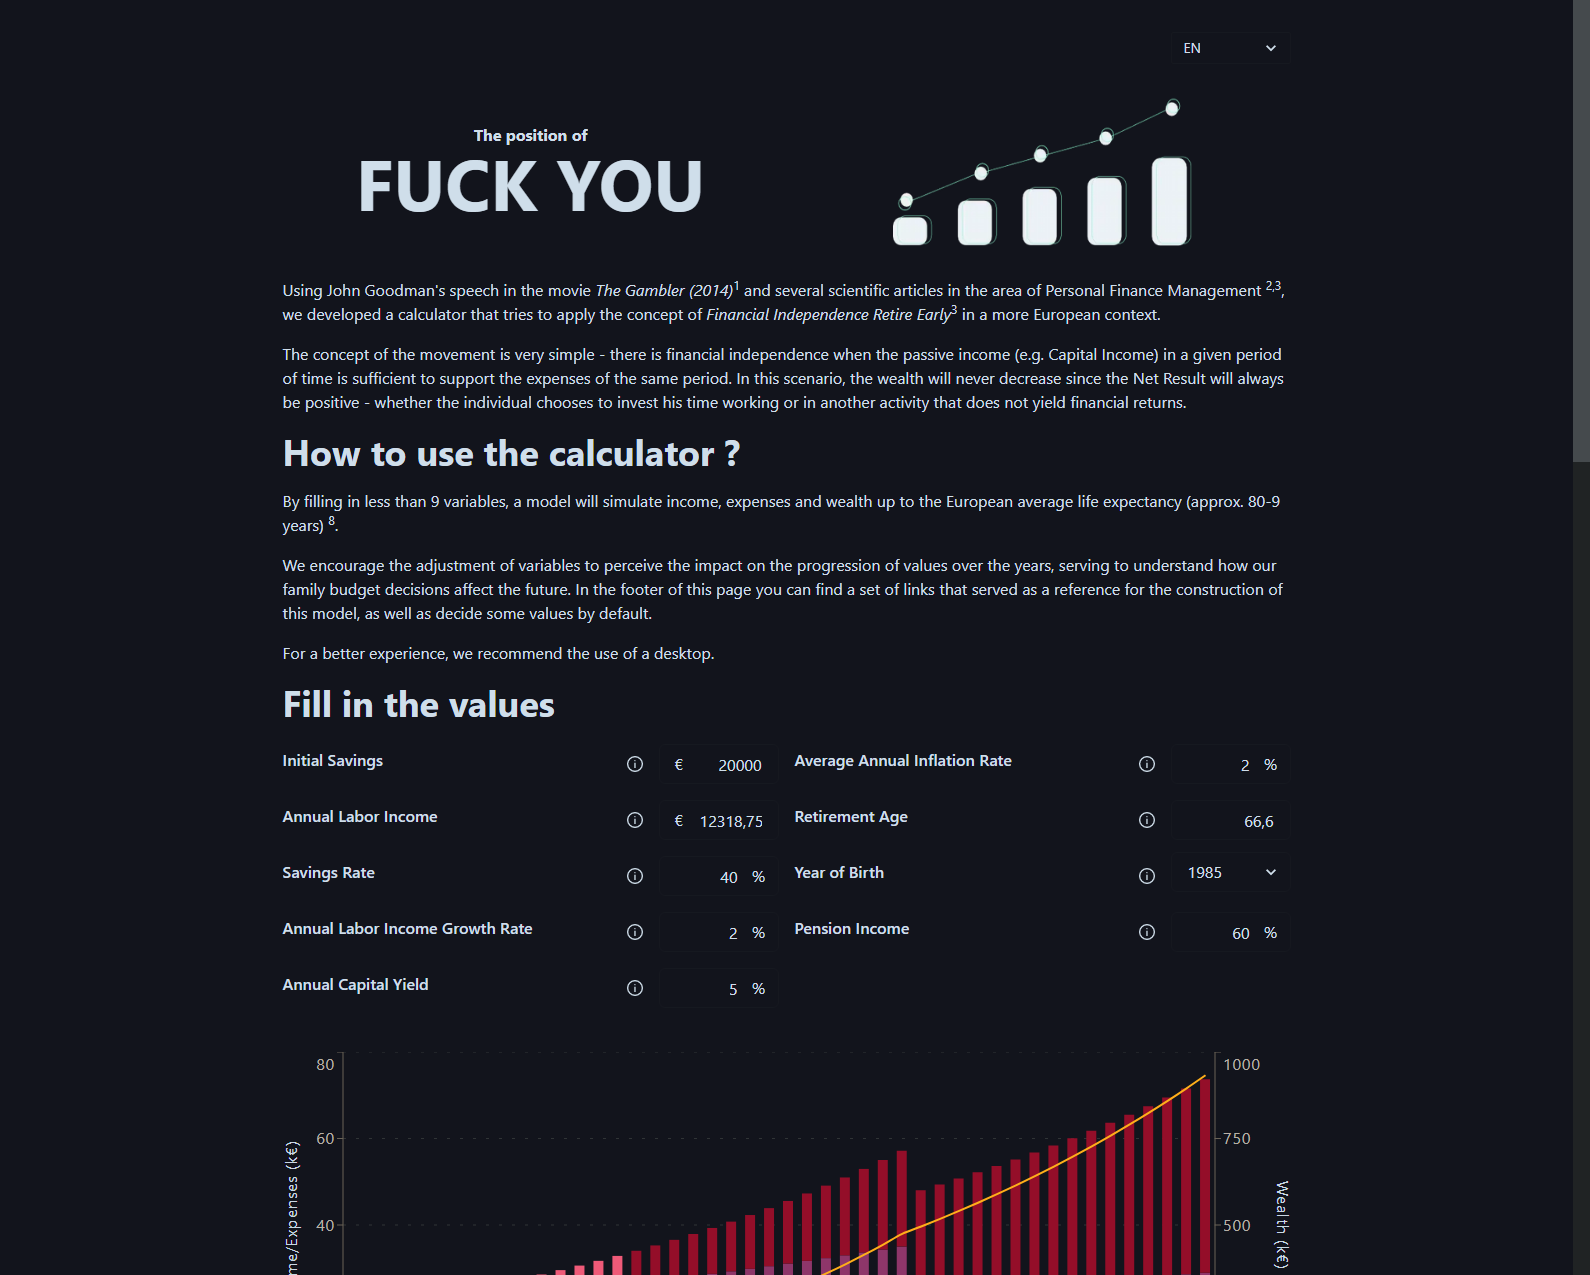 EN
The position of
FUCK YOU
Using John Goodman's speech in the movie The Gambler (2014)1 and several scientific articles in the area of Personal Finance Management 2,3,
we developed a calculator that tries to apply the concept of Financial Independence Retire Early3 in a more European context.
The concept of the movement is very simple - there is financial independence when the passive income (e.g. Capital Income) in a given period
of time is sufficient to support the expenses of the same period. In this scenario, the wealth will never decrease since the Net Result will always
be positive - whether the individual chooses to invest his time working or in another activity that does not yield financial returns.
How to use the calculator ?
By filling in less than 9 variables, a model will simulate income, expenses and wealth up to the European average life expectancy (approx. 80-9
years) 8.
We encourage the adjustment of variables to perceive the impact on the progression of values over the years, serving to understand how our
family budget decisions affect the future. In the footer of this page you can find a set of links that served as a reference for the construction of
this model, as well as decide some values by default.
For a better experience, we recommend the use of a desktop.
Fill in the values
Initial Savings € 20000 Average Annual Inflation Rate 2 %
Annual Labor Income € 12318,75 Retirement Age 66,6
Savings Rate 40 % Year of Birth 1985
Annual Labor Income Growth Rate 2 % Pension Income 60 %
Annual Capital Yield 5 %
80 1000
60 750
40 500
me/Expenses (k€)
Wealth (k€)